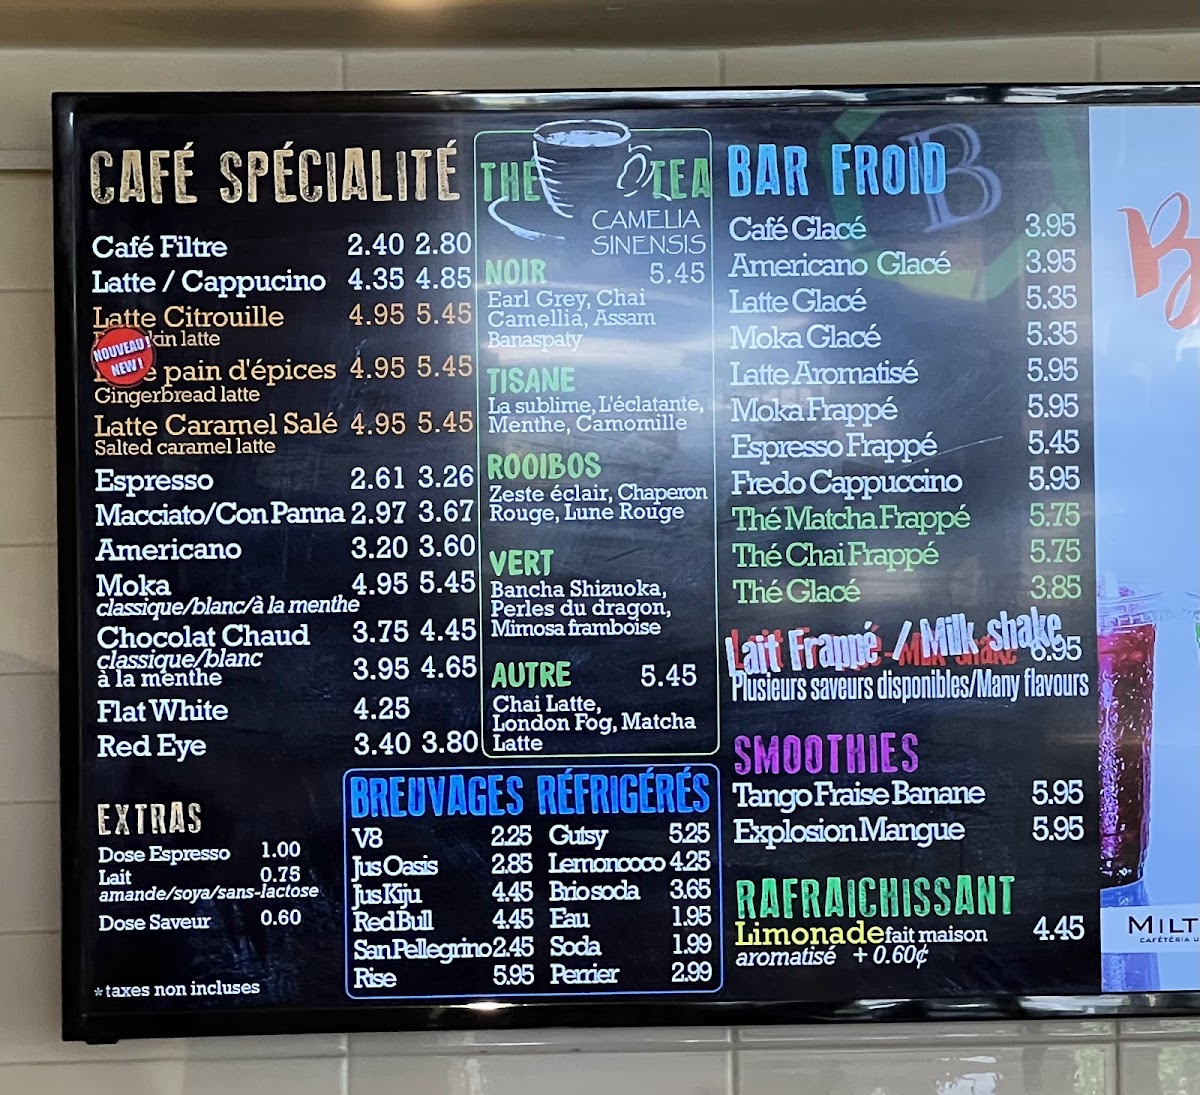 CAFÉ SPÉCIALITÉ
Café Filtre 2.40 2.80
Latte / Cappucino 4.35 4.85
Latte Citrouille 4.95 5.45
kin latte
NOUVEAU !
NEW !
pain d'épices 4.95 5.45
Gingerbread latte
Latte Caramel Salé 4.95 5.45
Salted caramel latte
Espresso 2.61 3.26
Macciato/Con Panna 2.97 3.67
Americano 3.20 3.60
Moka 4.95 5.45
classique/blanc/à la menthe
Chocolat Chaud 3.75 4.45
classique/blanc
à la menthe 3.95 4.65
Flat White 4.25
Red Eye 3.40 3.80
EXTRAS
Dose Espresso 1.00
Lait 0.75
amande/soya/sans-lactose
Dose Saveur 0.60
*taxes non incluses
THÉ TEA
CAMELIA
SINENSIS
NOIR 5.45
Earl Grey, Chai
Camellia, Assam
Banaspaty
TISANE
La sublime, L'éclatante,
Menthe, Camomille
ROOIBOS
Zeste éclair, Chaperon
Rouge, Lune Rouge
VERT
Bancha Shizuoka,
Perles du dragon,
Mimosa framboise
AUTRE 5.45
Chai Latte,
London Fog, Matcha
Latte
BREUVAGES RÉFRIGÉRÉS
V8 2.25
Jus Oasis 2.85
Jus Kiju 4.45
Red Bull 4.45
San Pellegrino 2.45
Rise 5.95
Gutsy 5.25
Lemoncoco 4.25
Brio soda 3.65
Eau 1.95
Soda 1.99
Perrier 2.99
BAR FROID
B
Café Glacé 3.95
Americano Glacé 3.95
Latte Glacé 5.35
Moka Glacé 5.35
Latte Aromatisé 5.95
Moka Frappé 5.95
Espresso Frappé 5.45
Fredo Cappuccino 5.95
Thé Matcha Frappé 5.75
Thé Chai Frappé 5.75
Thé Glacé 3.85
Lait Frappé / Milk shake 6.95
Plusieurs saveurs disponibles/Many flavours
SMOOTHIES
Tango Fraise Banane 5.95
Explosion Mangue 5.95
RAFRAICHISSANT
Limonade fait maison 4.45
aromatisé + 0.60¢
B
MILT
CAFÉTÉRIA